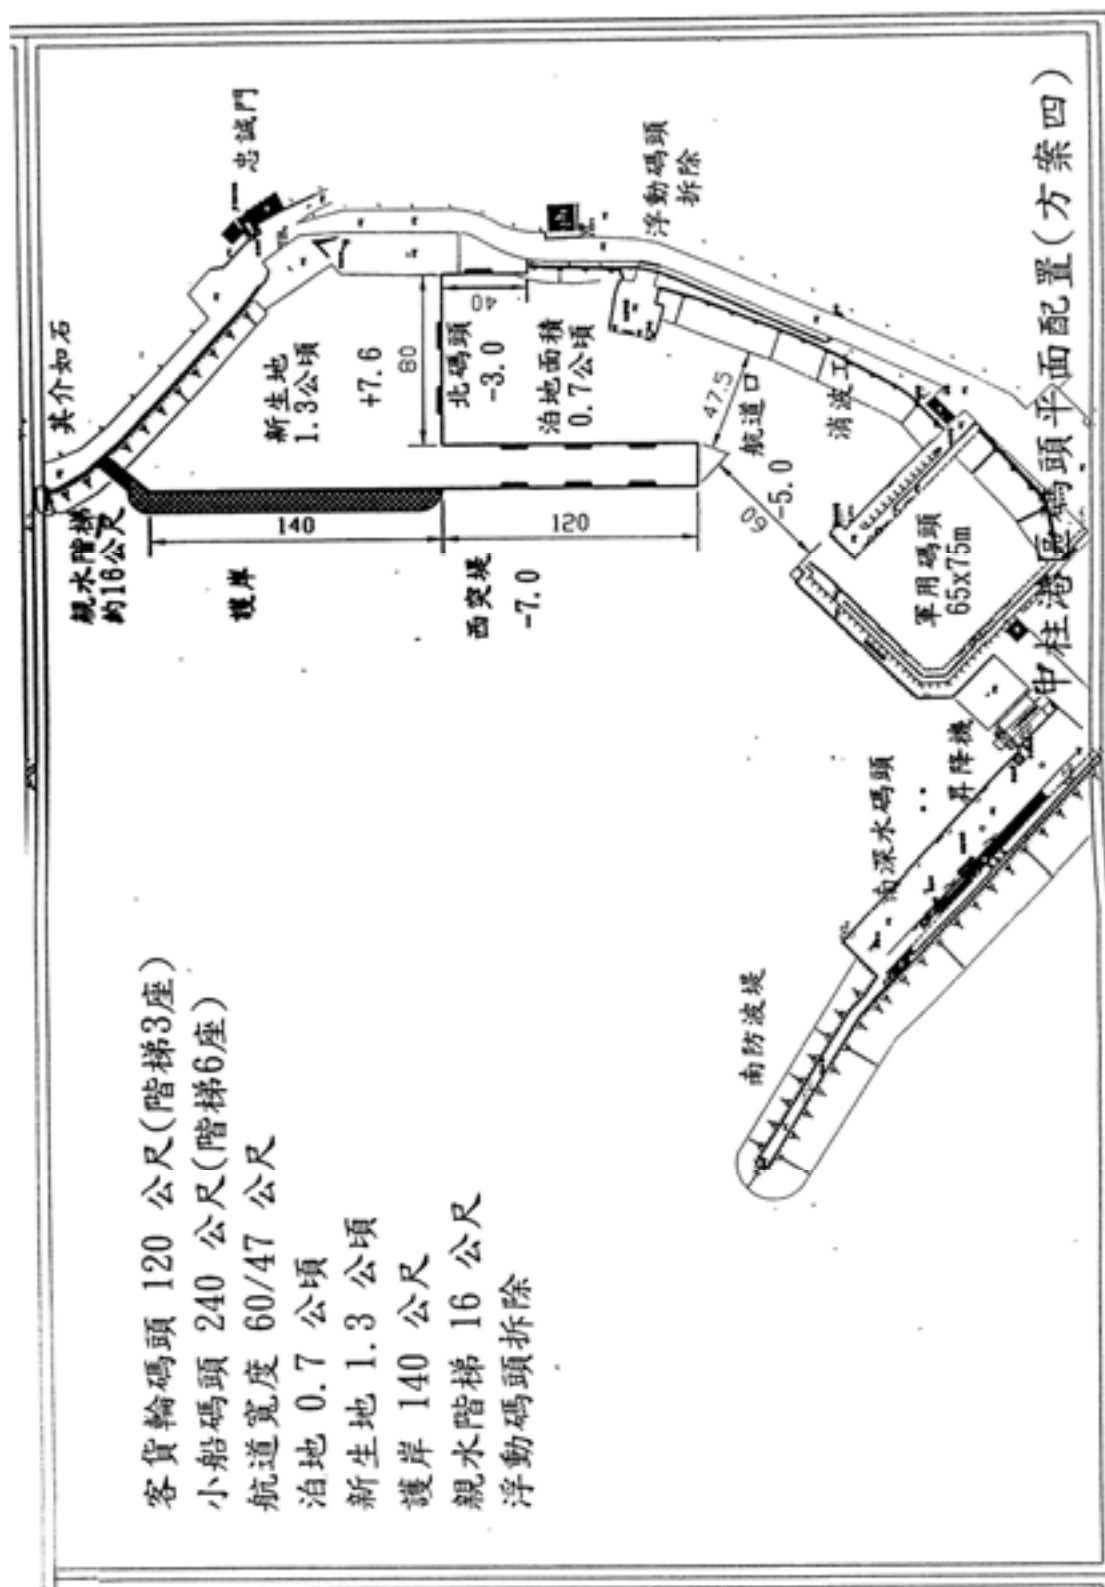 中柱港區碼頭平面配置(方案四)
客貨輪碼頭 120 公尺(階梯3座)
小船碼頭 240 公尺(階梯6座)
航道寬度 60/47 公尺
泊地 0.7 公頃
新生地 1.3 公頃
護岸 140 公尺
親水階梯 16 公尺
浮動碼頭拆除
其介如石
忠誠門
親水階梯
約16公尺
新生地
1.3公頃
+7.6
140
護岸
80
40
北碼頭
-3.0
泊地面積
0.7公頃
浮動碼頭
拆除
120
西突堤
-7.0
47.5
航道口
60
-5.0
消波工
軍用碼頭
65x75m
昇降機
南深水碼頭
南防波堤